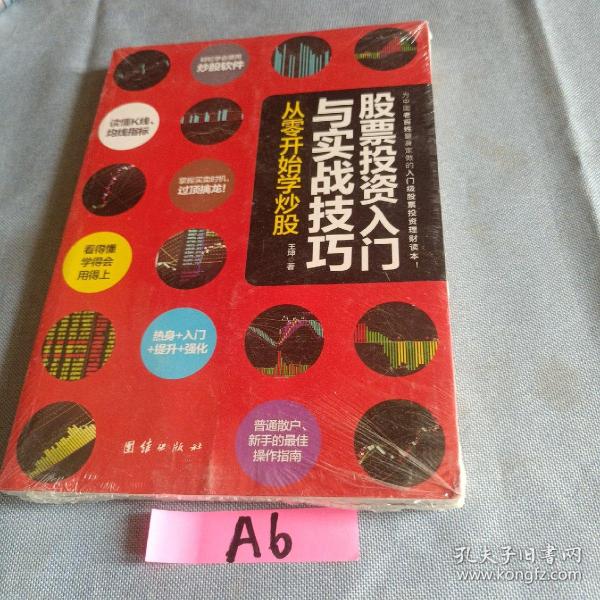 轻松学会使用
炒股软件
读懂K线、
均线指标
掌握买卖时机，
过顶擒龙！
看得懂
学得会
用得上
热身+入门
+提升+强化
普通散户、
新手的最佳
操作指南
为中国老百姓量身定做的入门级股票投资理财读本！
股票投资入门
与实战技巧
从零开始学炒股
王坤 著
团结出版社
A6
孔夫子旧书网
www.kongfz.com